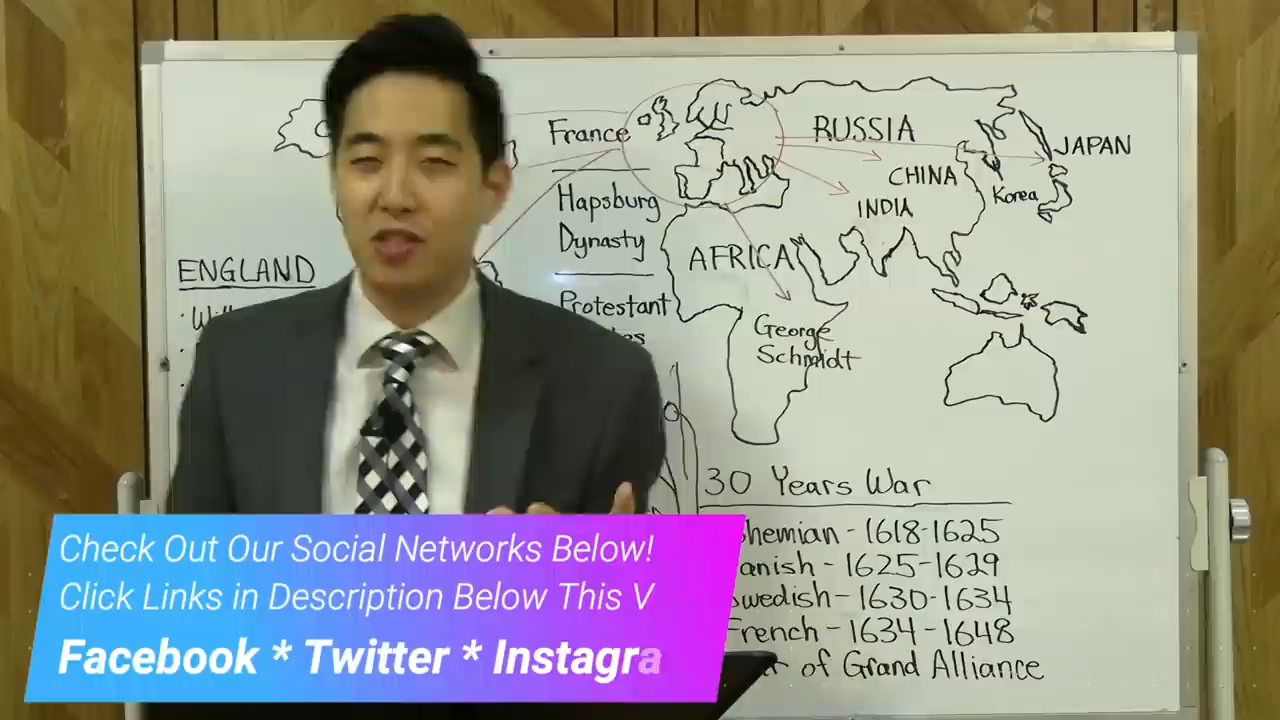 France
RUSSIA
JAPAN
CHINA
Korea
Hapsburg
Dynasty
INDIA
AFRICA
ENGLAND
Protestant
George
Schmidt
30 Years War
1618-1625
1625-1629
Swedish - 1630-1634
French - 1634-1648
of Grand Alliance
Check Out Our Social Networks Below!
Click Links in Description Below This V
Facebook * Twitter * Instagra